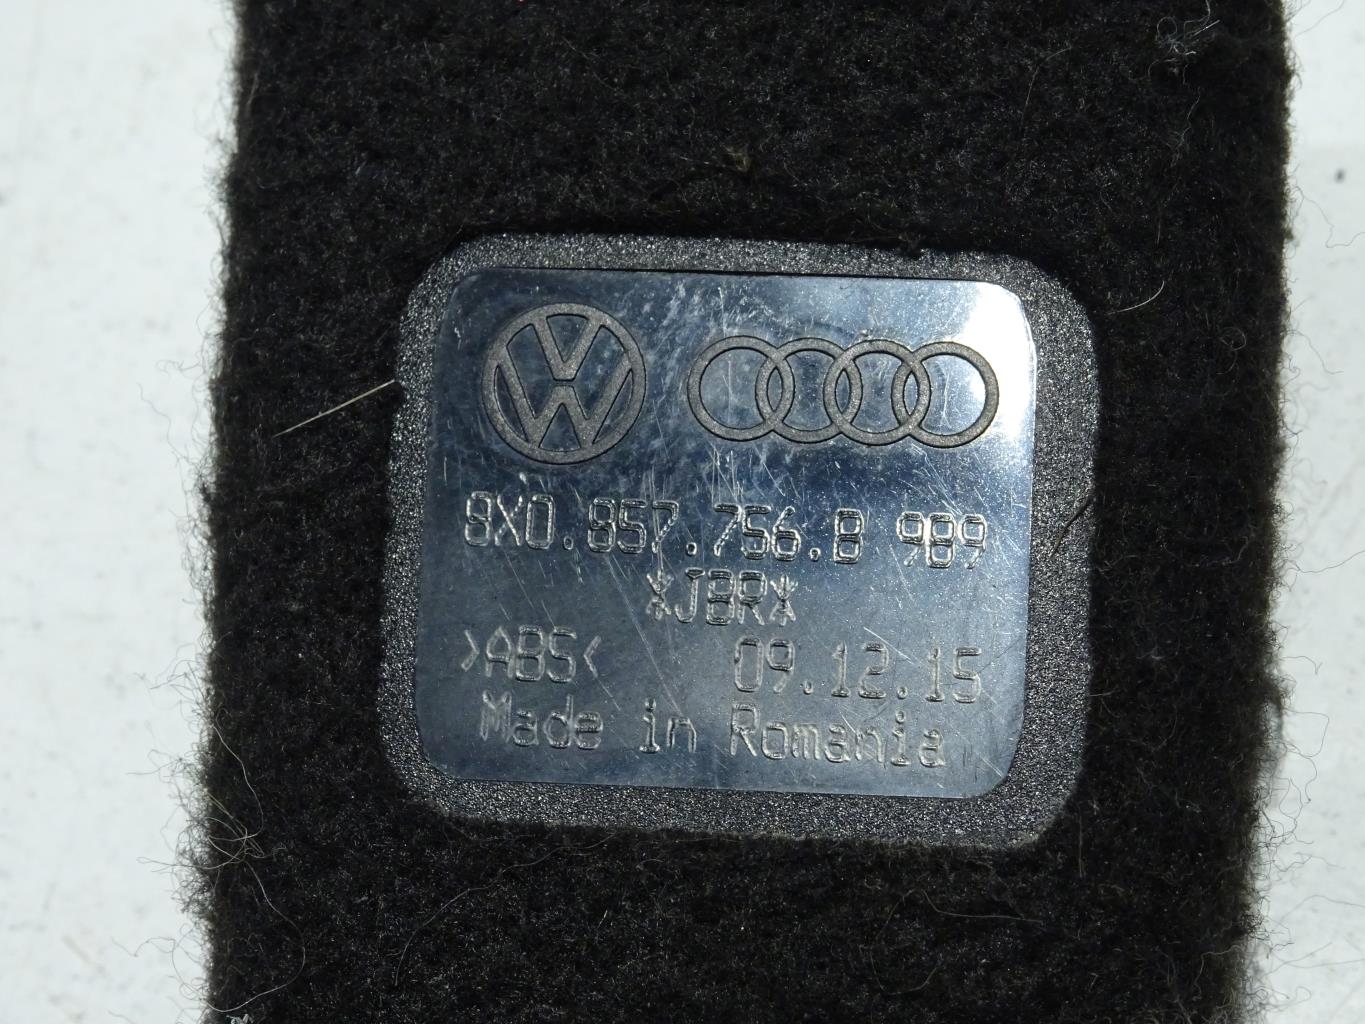 8X0.857.756.B 9B9
*JBR*
>ABS< 09.12.15
Made in Romania